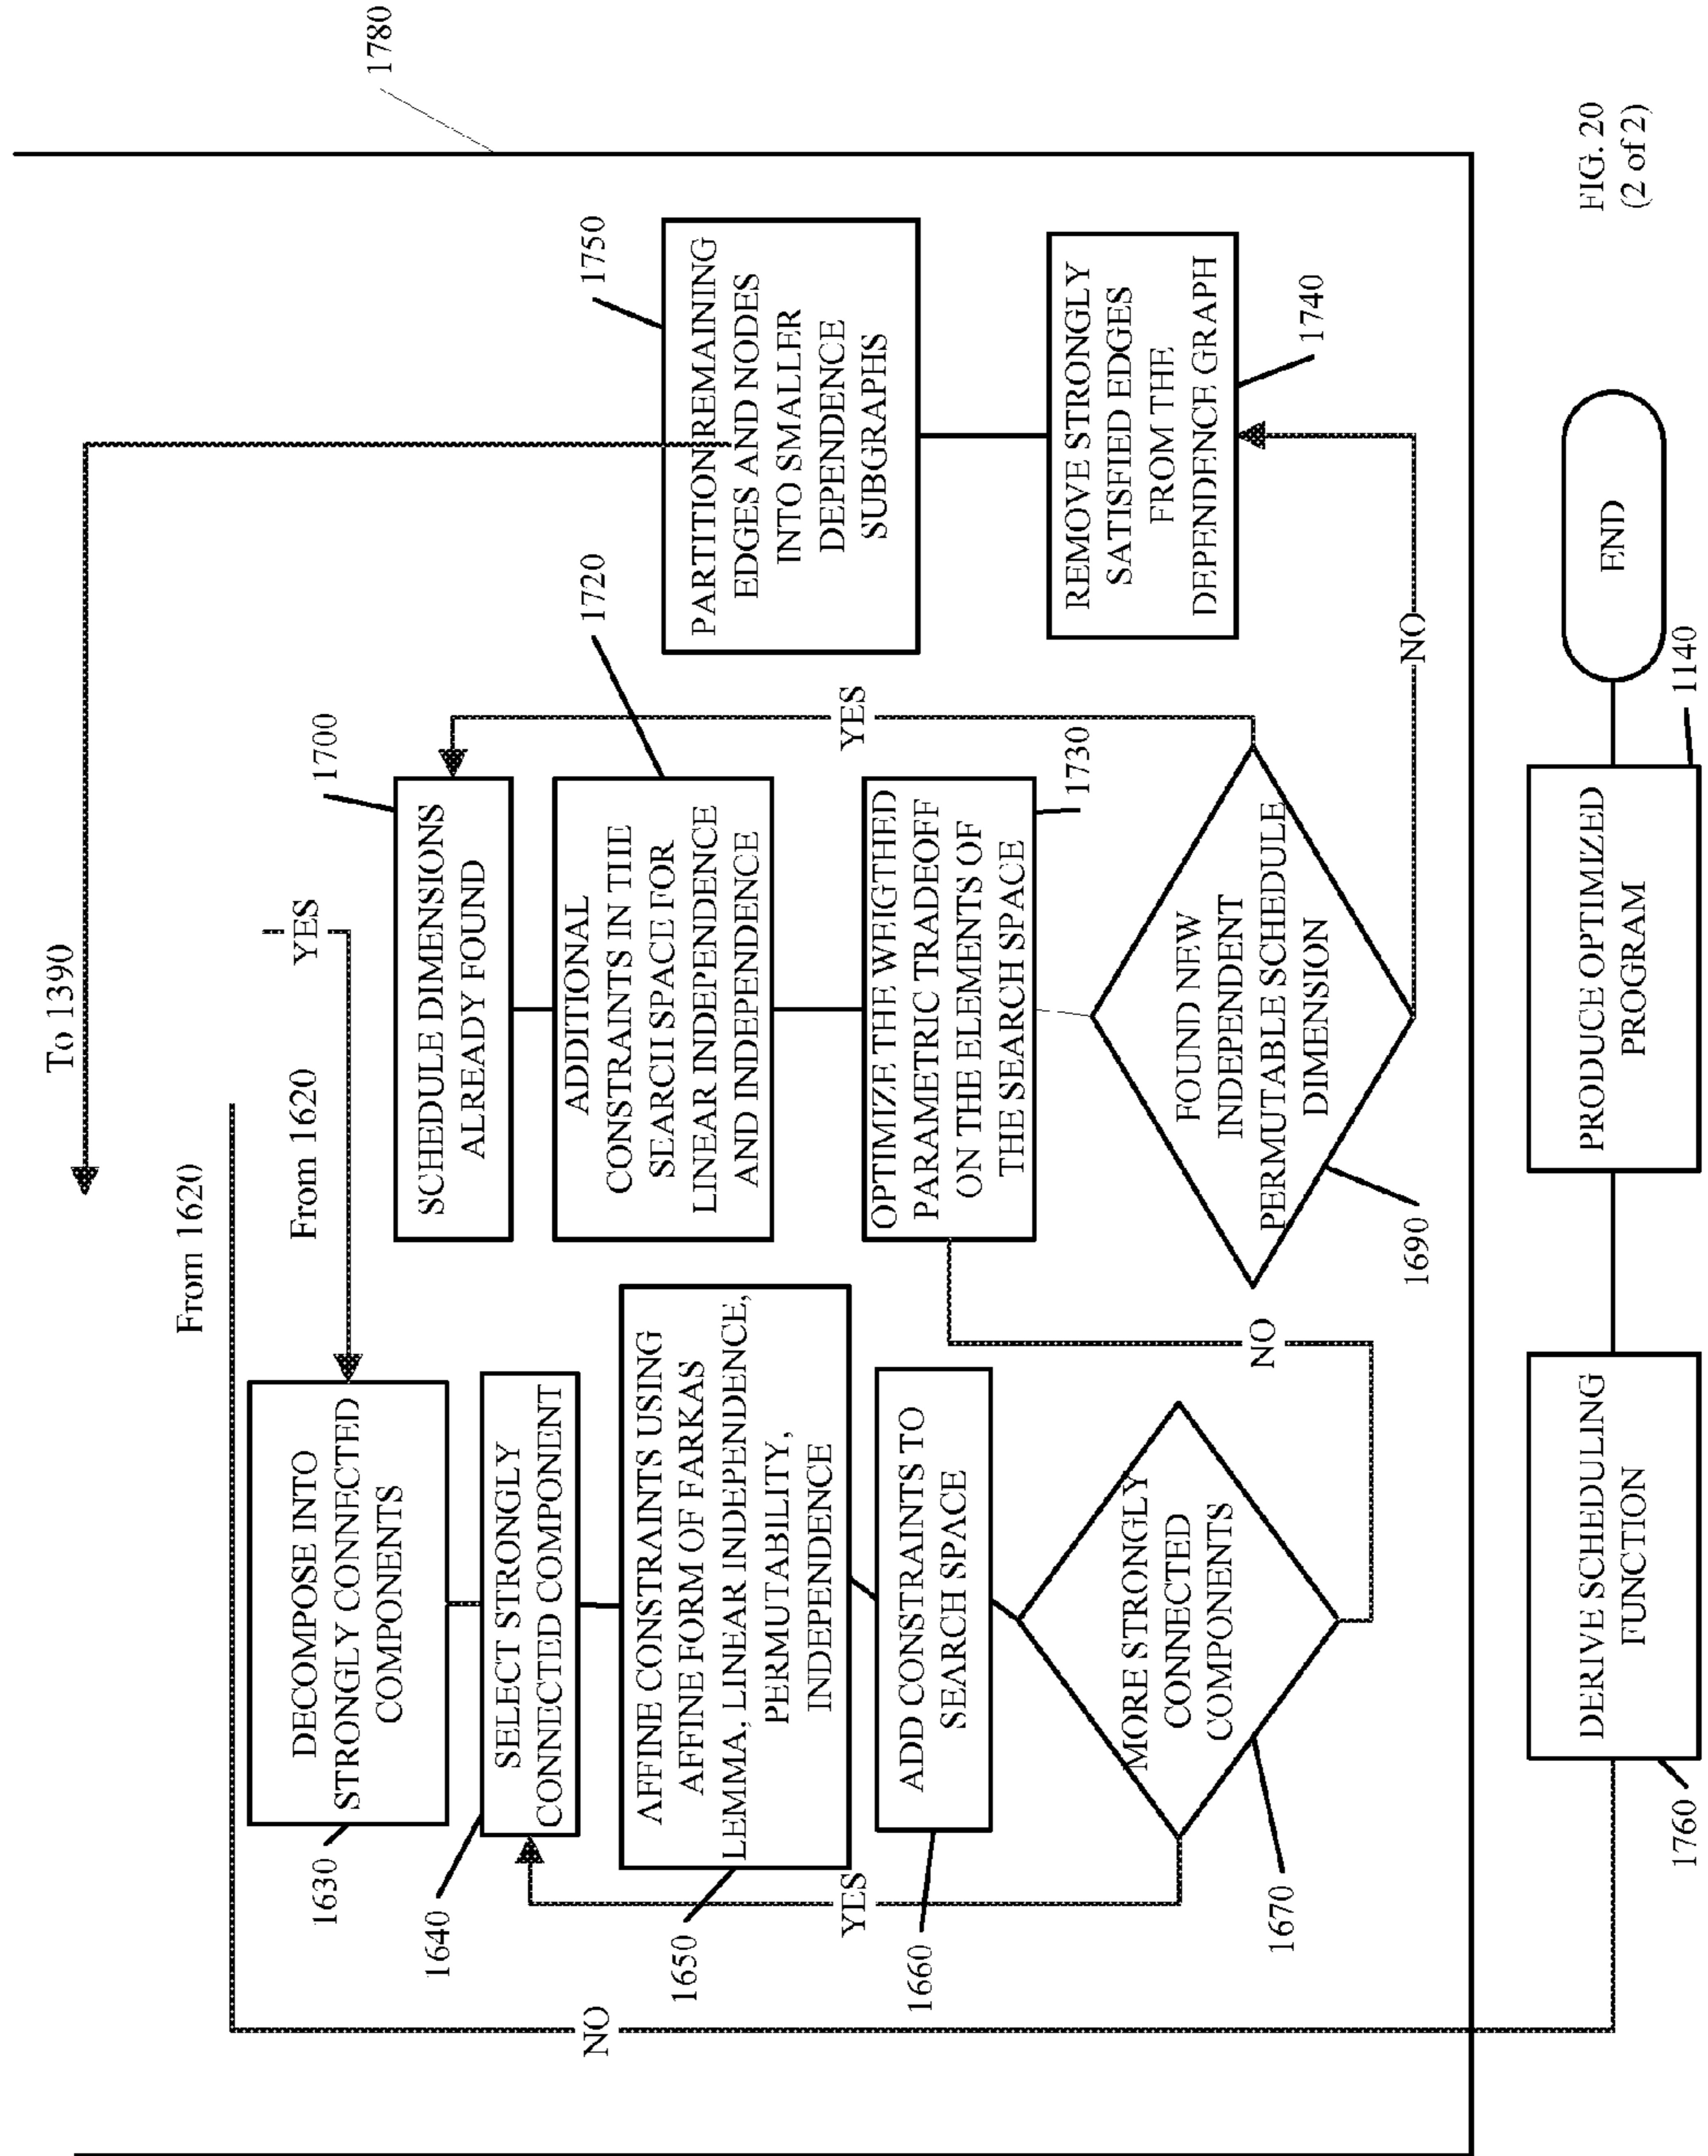 To 1390
From 1620
From 1620
YES
1780
DECOMPOSE INTO
STRONGLY CONNECTED
COMPONENTS
1630
SELECT STRONGLY
CONNECTED COMPONENT
1640
AFFINE CONSTRAINTS USING
AFFINE FORM OF FARKAS
LEMMA, LINEAR INDEPENDENCE,
PERMUTABILITY,
INDEPENDENCE
1650
YES
ADD CONSTRAINTS TO
SEARCH SPACE
1660
MORE STRONGLY
CONNECTED
COMPONENTS
1670
NO
NO
SCHEDULE DIMENSIONS
ALREADY FOUND
1700
ADDITIONAL
CONSTRAINTS IN THE
SEARCH SPACE FOR
LINEAR INDEPENDENCE
AND INDEPENDENCE
1720
OPTIMIZE THE WEIGTHED
PARAMETRIC TRADEOFF
ON THE ELEMENTS OF
THE SEARCH SPACE
1730
YES
FOUND NEW
INDEPENDENT
PERMUTABLE SCHEDULE
DIMENSION
1690
NO
PARTITION REMAINING
EDGES AND NODES
INTO SMALLER
DEPENDENCE
SUBGRAPHS
1750
REMOVE STRONGLY
SATISFIED EDGES
FROM THE
DEPENDENCE GRAPH
1740
DERIVE SCHEDULING
FUNCTION
1760
PRODUCE OPTIMIZED
PROGRAM
1140
END
FIG. 20
(2 of 2)